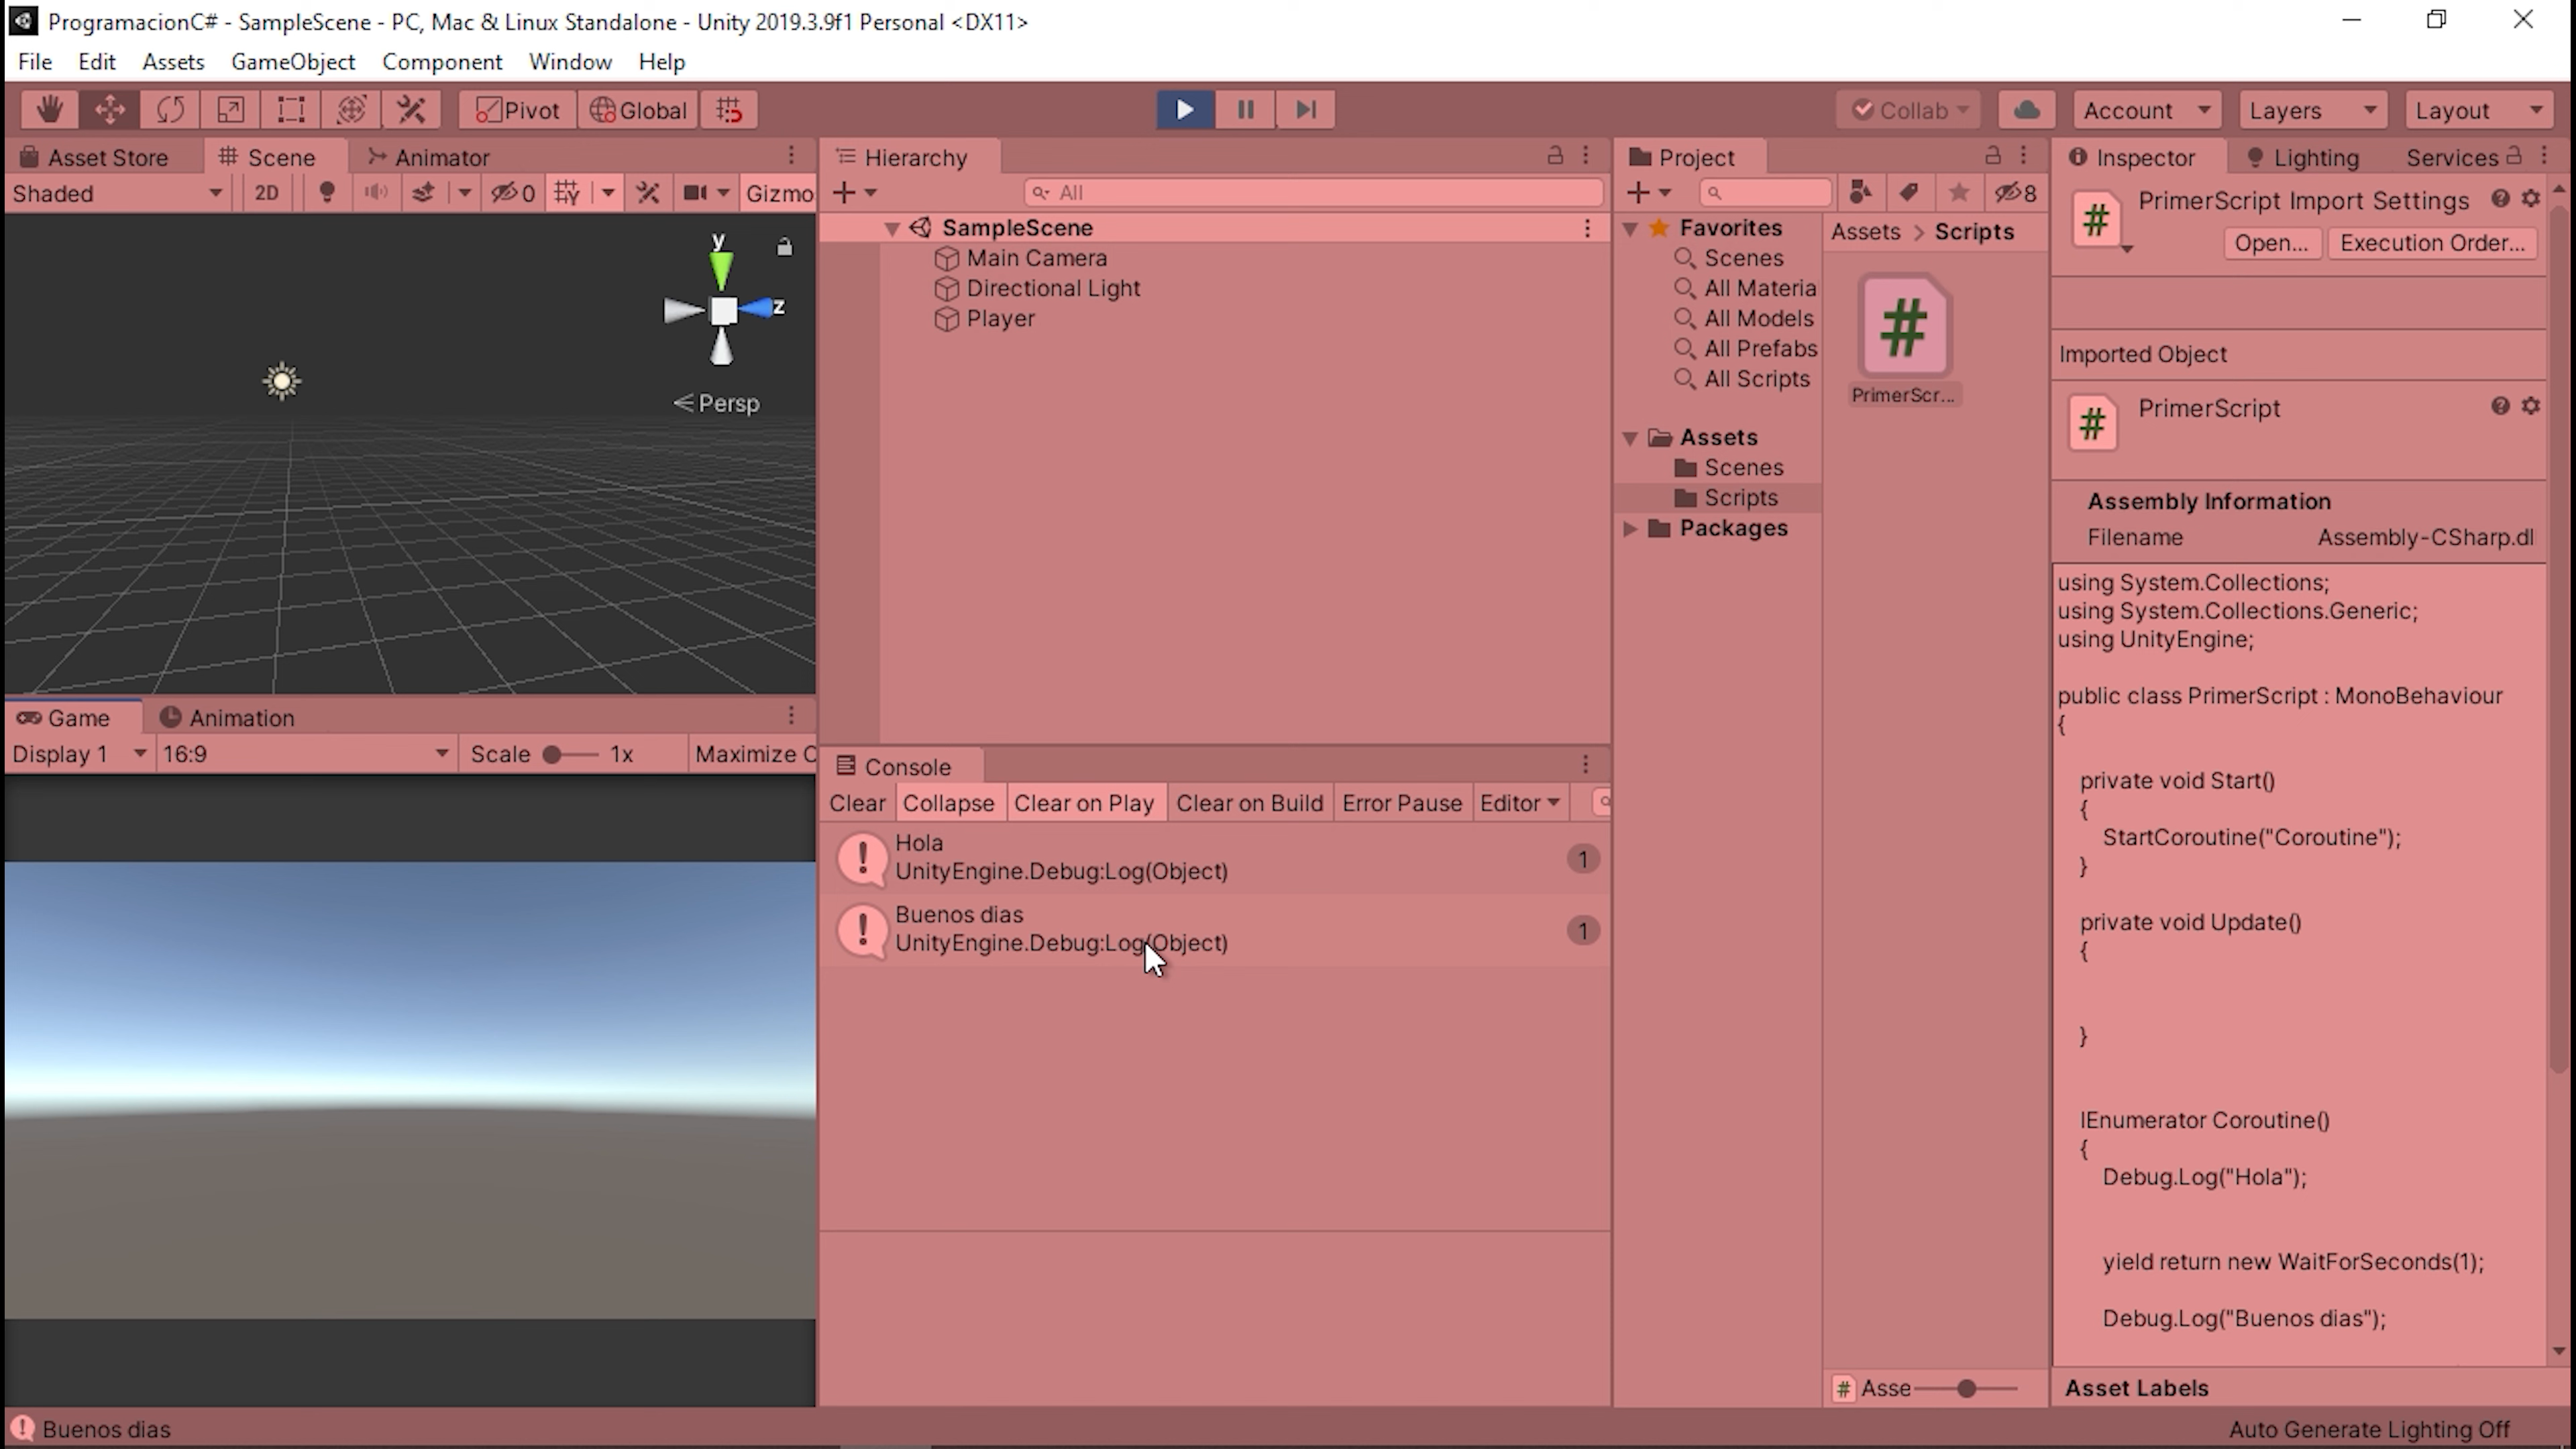 ProgramacionC# - SampleScene - PC, Mac & Linux Standalone - Unity 2019.3.9f1 Personal <DX11>
File Edit Assets GameObject Component Window Help
Pivot Global Collab Account Layers Layout
Asset Store Scene Animator
Shaded 2D 0 Gizmo
y
z
Persp
Game Animation
Display 1 16:9 Scale 1x Maximize O
Hierarchy
All
SampleScene
Main Camera
Directional Light
Player
Console
Clear Collapse Clear on Play Clear on Build Error Pause Editor
Hola
UnityEngine.Debug:Log(Object) 1
Buenos dias
UnityEngine.Debug:Log(Object) 1
Project
8
Favorites
Scenes
All Materia
All Models
All Prefabs
All Scripts
Assets
Scenes
Scripts
Packages
Assets > Scripts
PrimerScr...
Asse
Inspector Lighting Services
PrimerScript Import Settings
Open... Execution Order...
Imported Object
PrimerScript
Assembly Information
Filename Assembly-CSharp.dl
using System.Collections;
using System.Collections.Generic;
using UnityEngine;
public class PrimerScript : MonoBehaviour
{
private void Start()
{
StartCoroutine("Coroutine");
}
private void Update()
{
}
IEnumerator Coroutine()
{
Debug.Log("Hola");
yield return new WaitForSeconds(1);
Debug.Log("Buenos dias");
Asset Labels
Buenos dias
Auto Generate Lighting Off